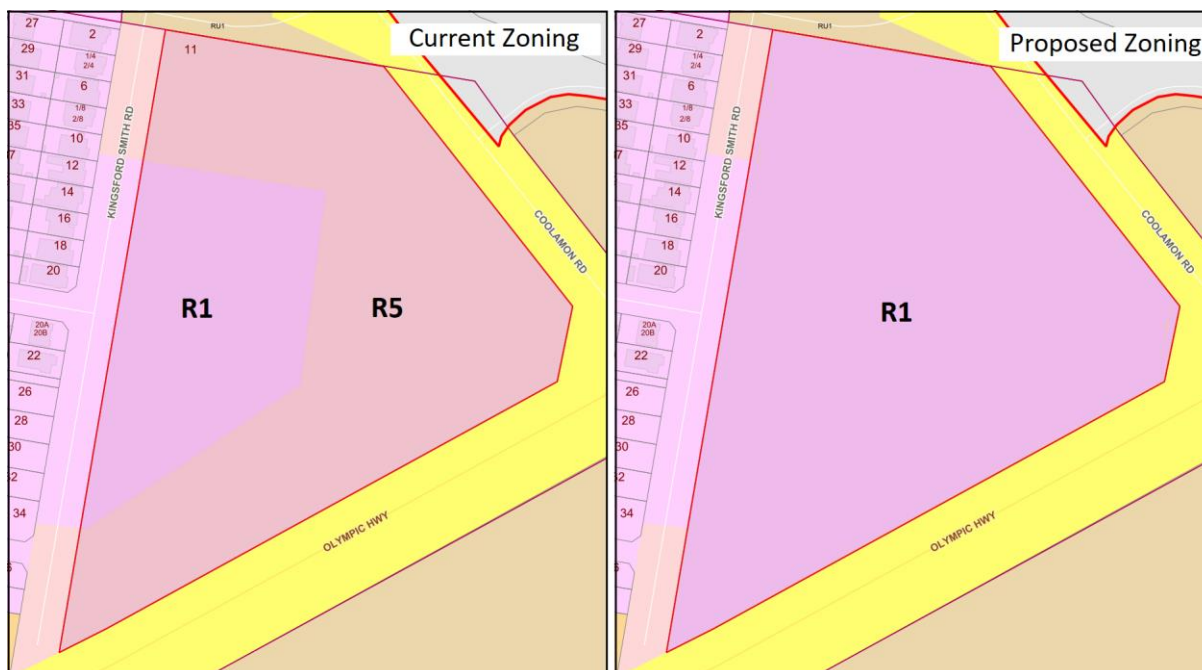 Current Zoning
RU1
11
27
29
31
33
35
2
1/4
2/4
6
1/8
2/8
10
12
14
16
18
20
20A
20B
22
26
28
30
34
KINGSFORD SMITH RD
R1
R5
COOLAMON RD
OLYMPIC HWY
Proposed Zoning
RU1
27
29
31
33
35
2
1/4
2/4
6
1/8
2/8
10
12
14
16
18
20
20A
20B
22
26
28
30
34
KINGSFORD SMITH RD
R1
COOLAMON RD
OLYMPIC HWY